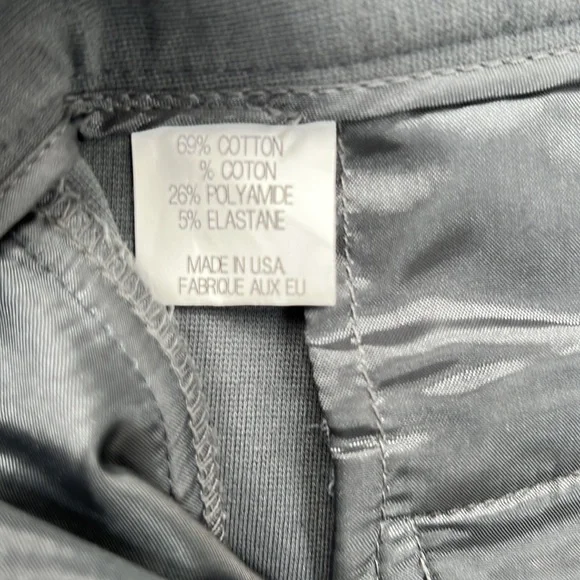 69% COTTON
% COTON
26% POLYAMIDE
5% ELASTANE
MADE IN U.S.A
FABRIQUE AUX EU